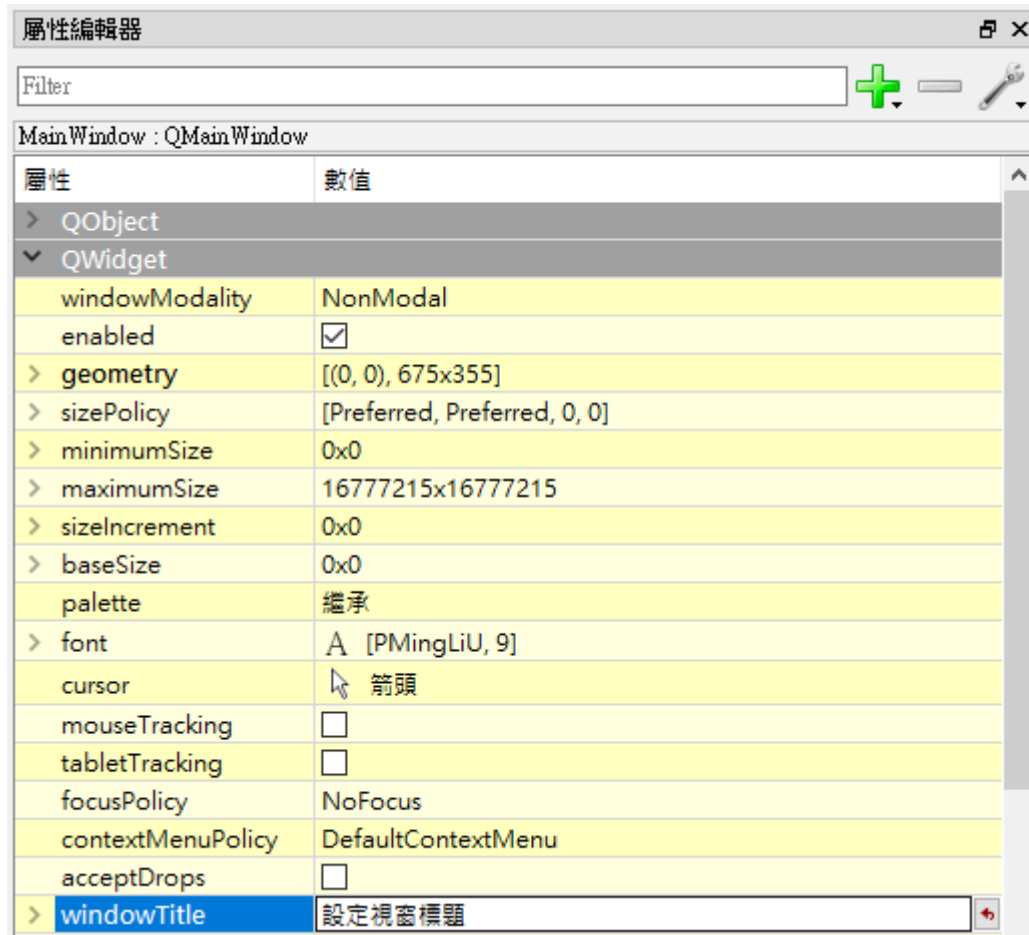 屬性編輯器
Filter
MainWindow : QMainWindow
屬性 數值
QObject
QWidget
windowModality NonModal
enabled
geometry [(0, 0), 675x355]
sizePolicy [Preferred, Preferred, 0, 0]
minimumSize 0x0
maximumSize 16777215x16777215
sizeIncrement 0x0
baseSize 0x0
palette 繼承
font A [PMingLiU, 9]
cursor 箭頭
mouseTracking
tabletTracking
focusPolicy NoFocus
contextMenuPolicy DefaultContextMenu
acceptDrops
windowTitle 設定視窗標題